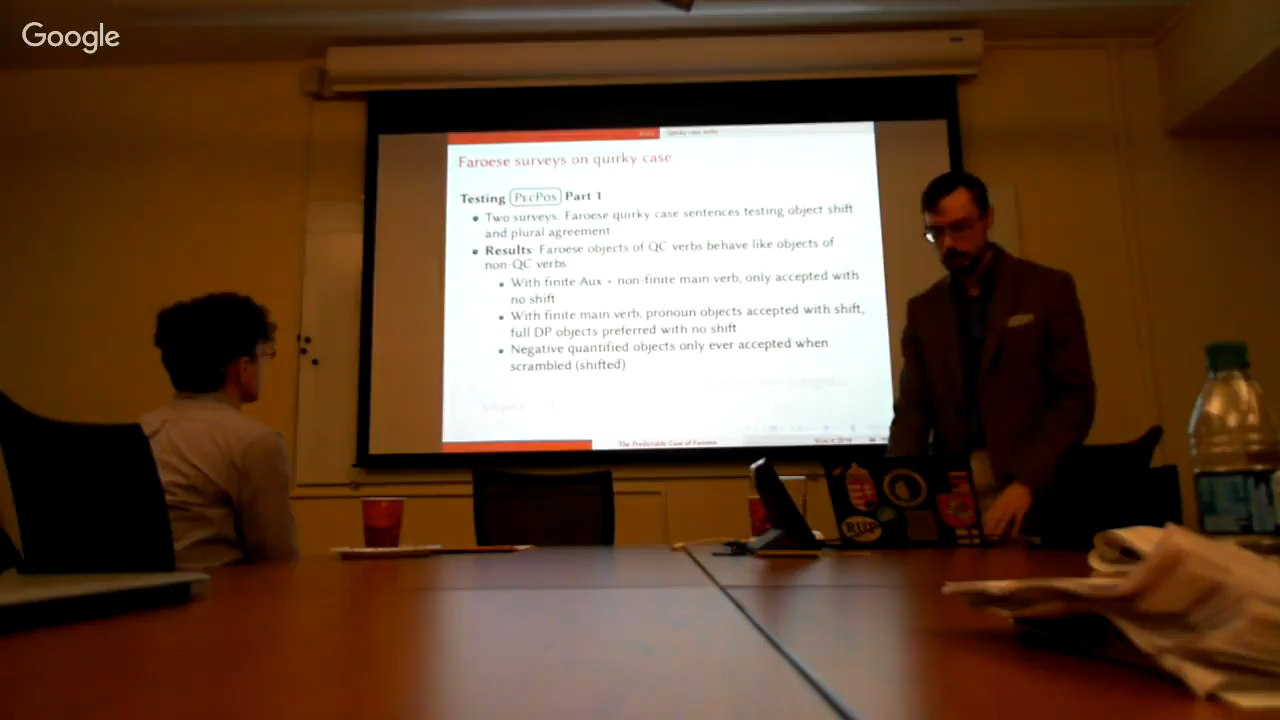 Google
Quirky case shifts
Faroese surveys on quirky case
Testing PECPOS Part 1
• Two surveys: Faroese quirky case sentences testing object shift
and plural agreement
• Results: Faroese objects of QC verbs behave like objects of
non-QC verbs
• With finite Aux + non-finite main verb, only accepted with
no shift
• With finite main verb, pronoun objects accepted with shift,
full DP objects preferred with no shift
• Negative quantified objects only ever accepted when
scrambled (shifted)
The Predictable Case of Faroese
RUF